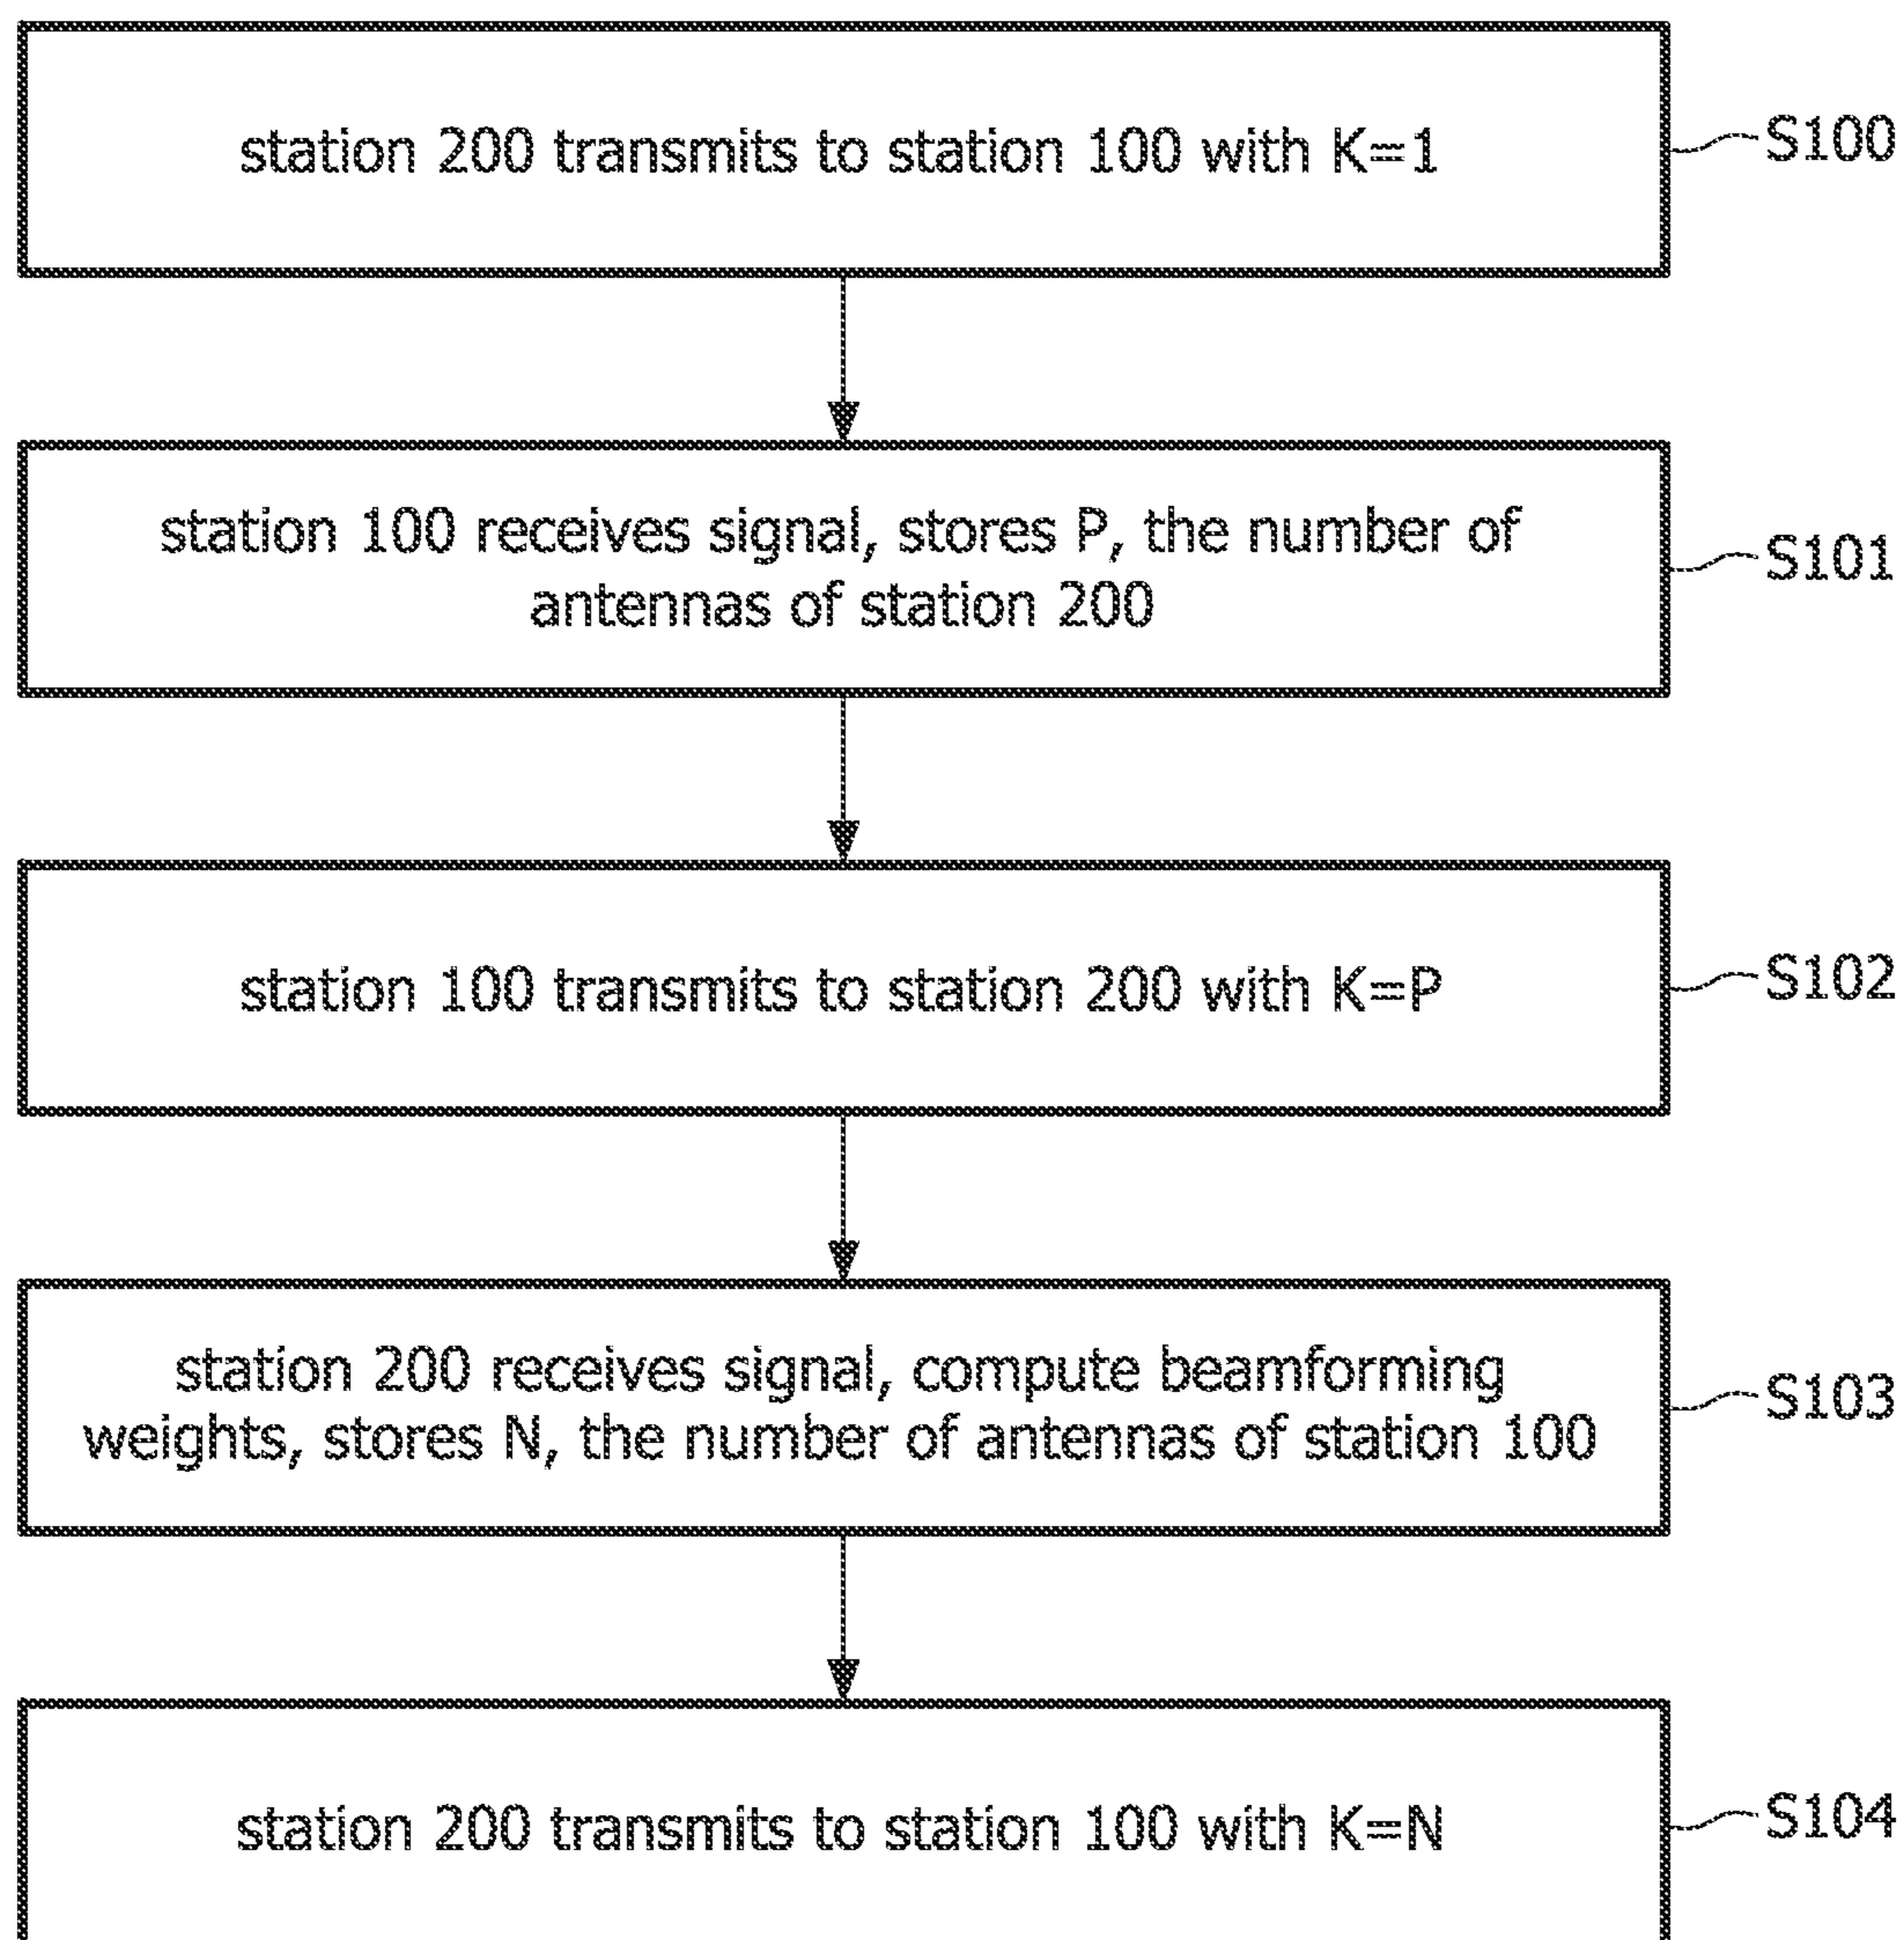 station 200 transmits to station 100 with K=1
S100
station 100 receives signal, stores P, the number of
antennas of station 200
S101
station 100 transmits to station 200 with K=P
S102
station 200 receives signal, compute beamforming
weights, stores N, the number of antennas of station 100
S103
station 200 transmits to station 100 with K=N
S104